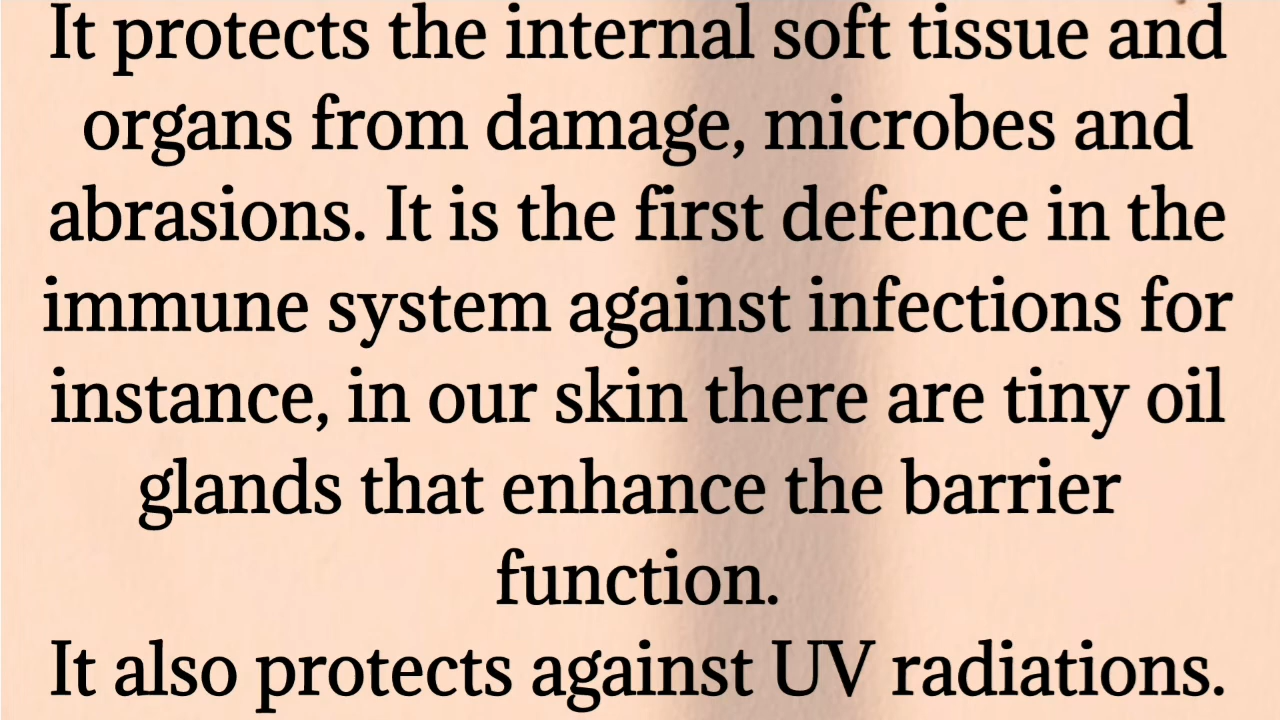 It protects the internal soft tissue and
organs from damage, microbes and
abrasions. It is the first defence in the
immune system against infections for
instance, in our skin there are tiny oil
glands that enhance the barrier
function.
It also protects against UV radiations.